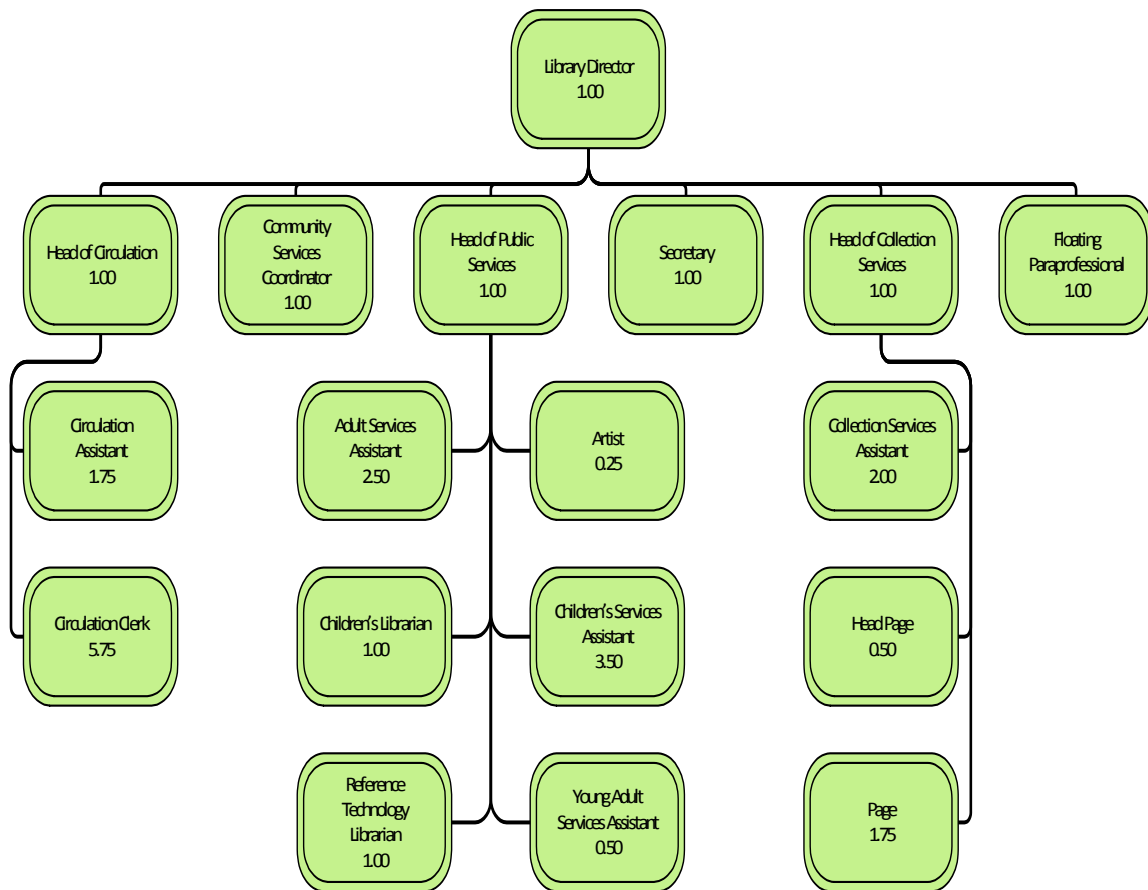 Library Director
1.00
Head of Circulation
1.00
Community
Services
Coordinator
1.00
Head of Public
Services
1.00
Secretary
1.00
Head of Collection
Services
1.00
Floating
Paraprofessional
1.00
Circulation
Assistant
1.75
Adult Services
Assistant
2.50
Artist
0.25
Collection Services
Assistant
2.00
Circulation Clerk
5.75
Children's Librarian
1.00
Children's Services
Assistant
3.50
Head Page
0.50
Reference
Technology
Librarian
1.00
Young Adult
Services Assistant
0.50
Page
1.75